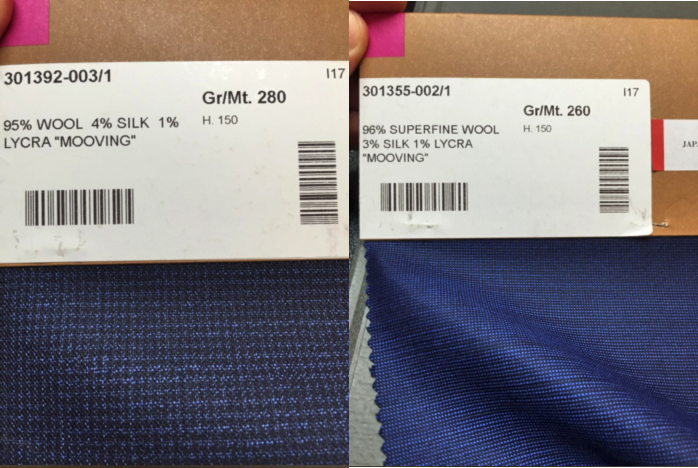 301392-003/1
I17
Gr/Mt. 280
H. 150
95% WOOL 4% SILK 1%
LYCRA "MOOVING"
301355-002/1
I17
Gr/Mt. 260
H. 150
96% SUPERFINE WOOL
3% SILK 1% LYCRA
"MOOVING"
JAP